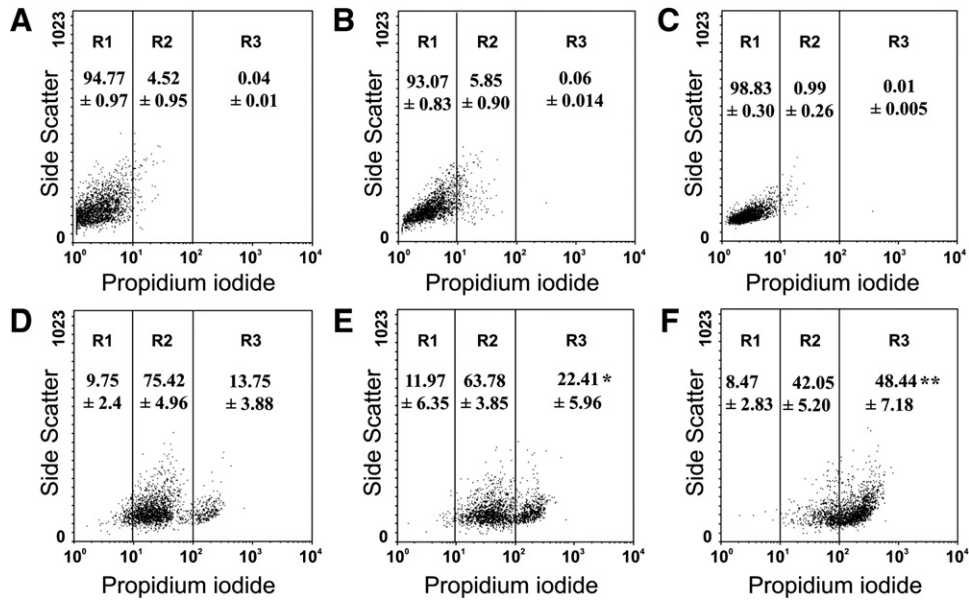 A
1023
Side Scatter
0
R1 R2 R3
94.77 4.52 0.04
± 0.97 ± 0.95 ± 0.01
10⁰ 10¹ 10² 10³ 10⁴
Propidium iodide
B
1023
Side Scatter
0
R1 R2 R3
93.07 5.85 0.06
± 0.83 ± 0.90 ± 0.014
10⁰ 10¹ 10² 10³ 10⁴
Propidium iodide
C
1023
Side Scatter
0
R1 R2 R3
98.83 0.99 0.01
± 0.30 ± 0.26 ± 0.005
10⁰ 10¹ 10² 10³ 10⁴
Propidium iodide
D
1023
Side Scatter
0
R1 R2 R3
9.75 75.42 13.75
± 2.4 ± 4.96 ± 3.88
10⁰ 10¹ 10² 10³ 10⁴
Propidium iodide
E
1023
Side Scatter
0
R1 R2 R3
11.97 63.78 22.41 *
± 6.35 ± 3.85 ± 5.96
10⁰ 10¹ 10² 10³ 10⁴
Propidium iodide
F
1023
Side Scatter
0
R1 R2 R3
8.47 42.05 48.44 **
± 2.83 ± 5.20 ± 7.18
10⁰ 10¹ 10² 10³ 10⁴
Propidium iodide